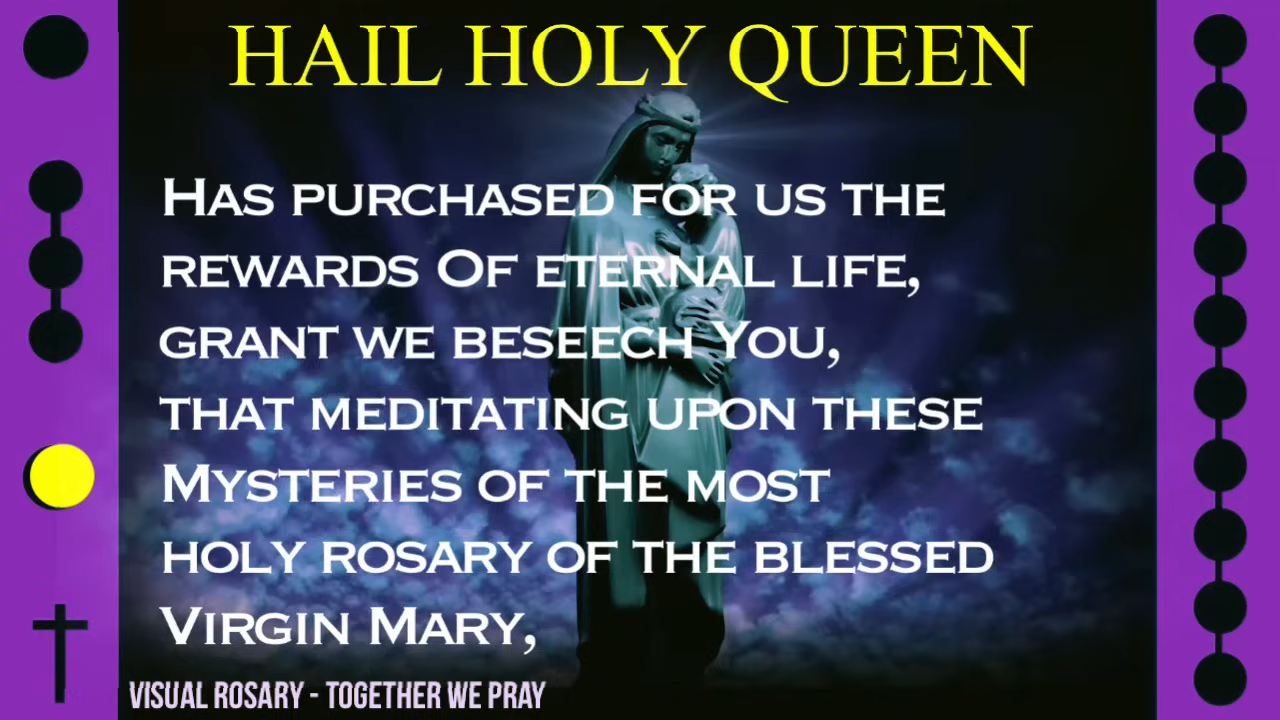 HAIL HOLY QUEEN
HAS PURCHASED FOR US THE
REWARDS OF ETERNAL LIFE,
GRANT WE BESEECH YOU,
THAT MEDITATING UPON THESE
MYSTERIES OF THE MOST
HOLY ROSARY OF THE BLESSED
VIRGIN MARY,
VISUAL ROSARY - TOGETHER WE PRAY